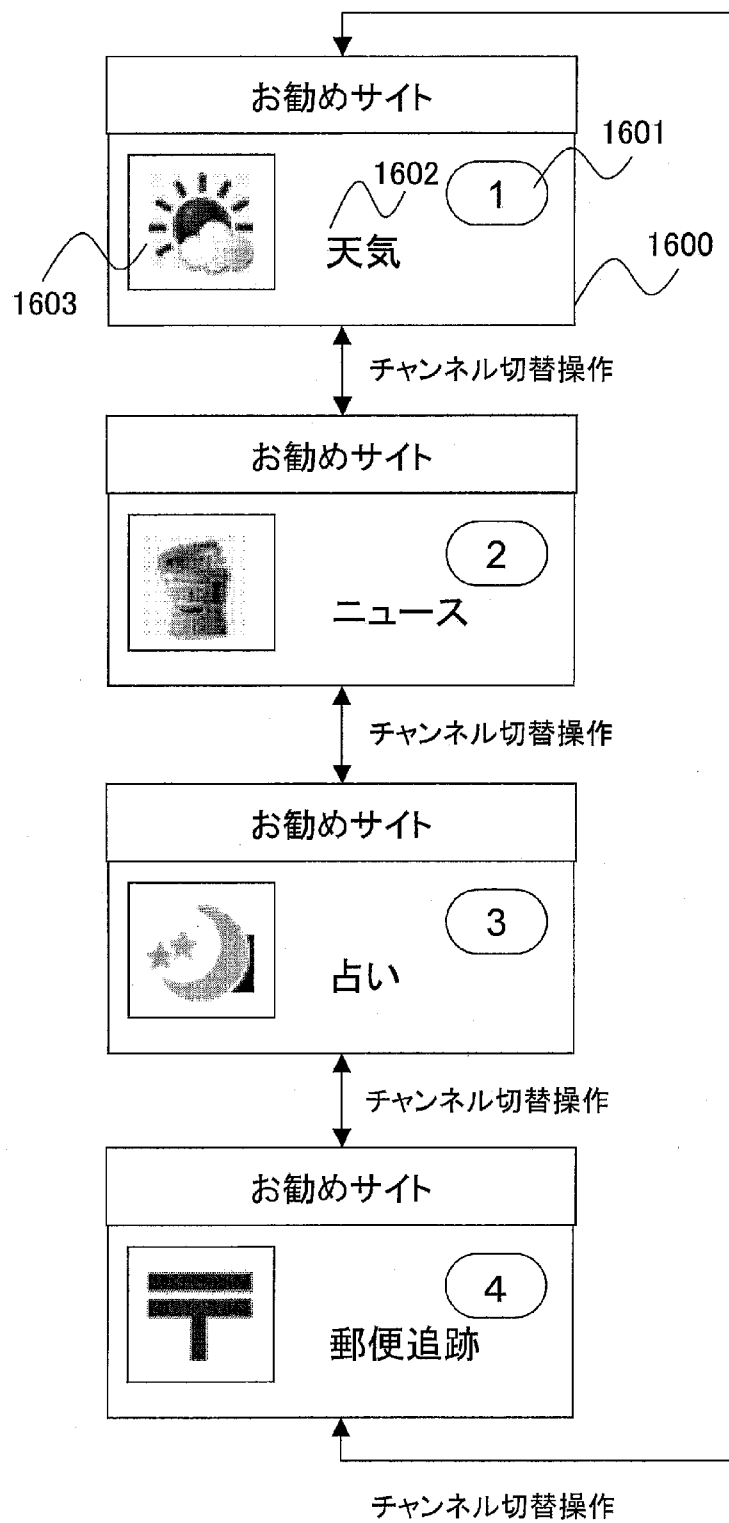 お勧めサイト
1601
1602
1
天気
1600
1603
チャンネル切替操作
お勧めサイト
2
ニュース
チャンネル切替操作
お勧めサイト
3
占い
チャンネル切替操作
お勧めサイト
4
郵便追跡
チャンネル切替操作